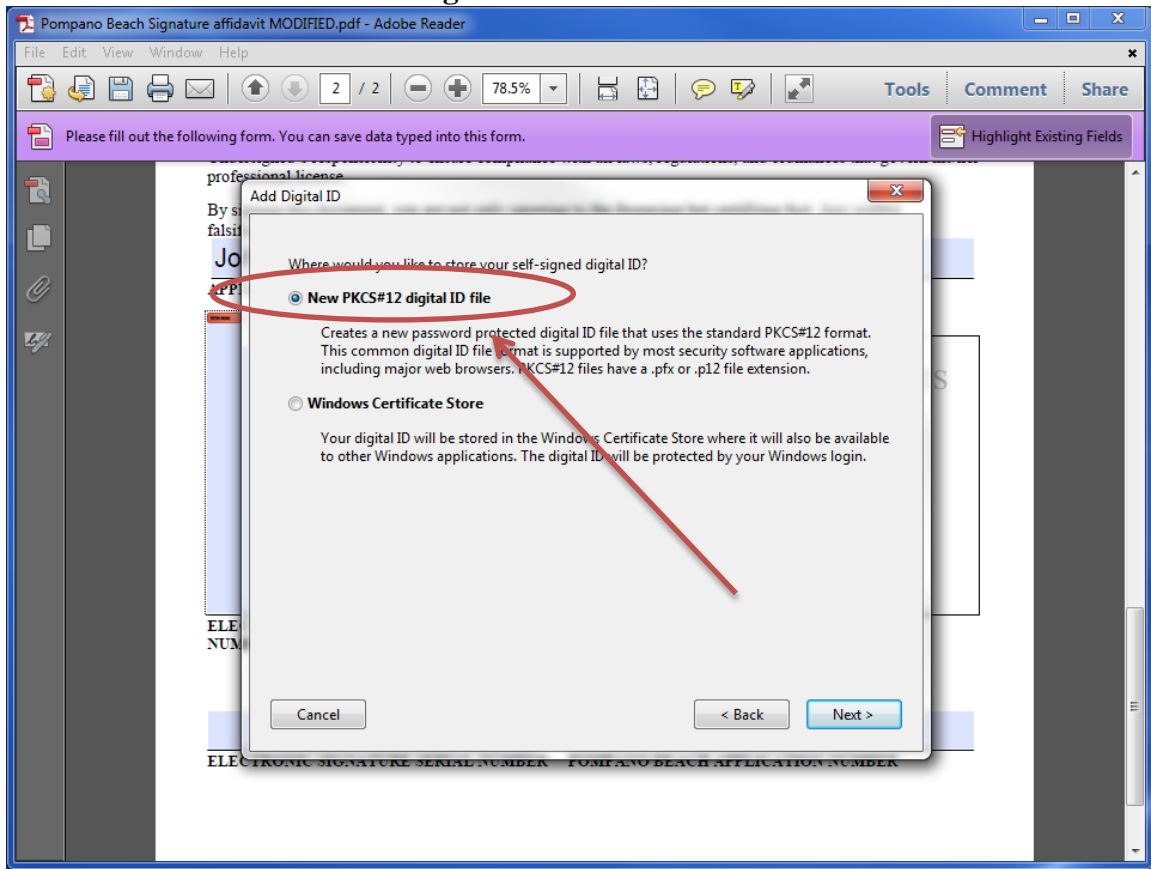 Pompano Beach Signature affidavit MODIFIED.pdf - Adobe Reader
File Edit View Window Help
2 / 2 78.5% Tools Comment Share
Please fill out the following form. You can save data typed into this form. Highlight Existing Fields
professional license
Add Digital ID
By
falsif
Jo
Where would you like to store your self-signed digital ID?
APP
New PKCS#12 digital ID file
Creates a new password protected digital ID file that uses the standard PKCS#12 format.
This common digital ID file format is supported by most security software applications,
including major web browsers. PKCS#12 files have a .pfx or .p12 file extension.
S
Windows Certificate Store
Your digital ID will be stored in the Windows Certificate Store where it will also be available
to other Windows applications. The digital ID will be protected by your Windows login.
ELE
NUM
Cancel < Back Next >
ELECTRONIC SIGNATURE SERIAL NUMBER POMPANO BEACH APPLICATION NUMBER